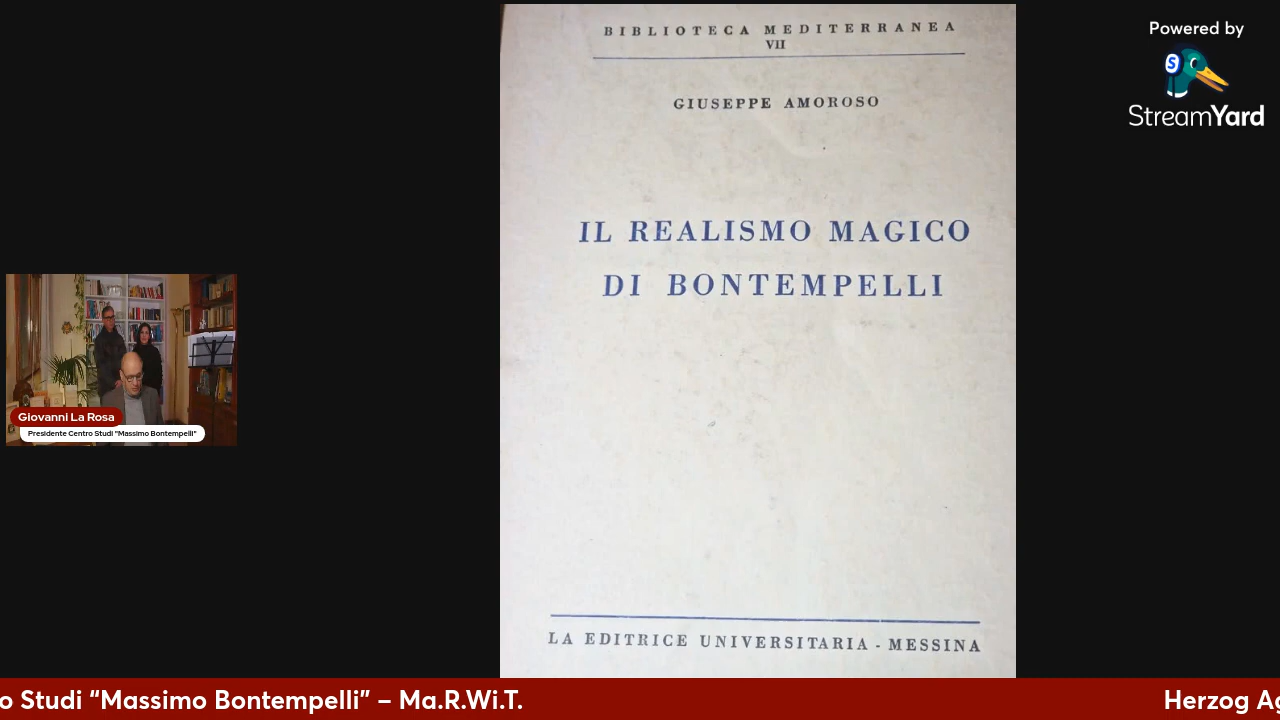 BIBLIOTECA MEDITERRANEA
VII
GIUSEPPE AMOROSO
IL REALISMO MAGICO
DI BONTEMPELLI
LA EDITRICE UNIVERSITARIA - MESSINA
Powered by
StreamYard
Giovanni La Rosa
Presidente Centro Studi "Massimo Bontempelli"
o Studi “Massimo Bontempelli” – Ma.R.Wi.T.
Herzog Ag